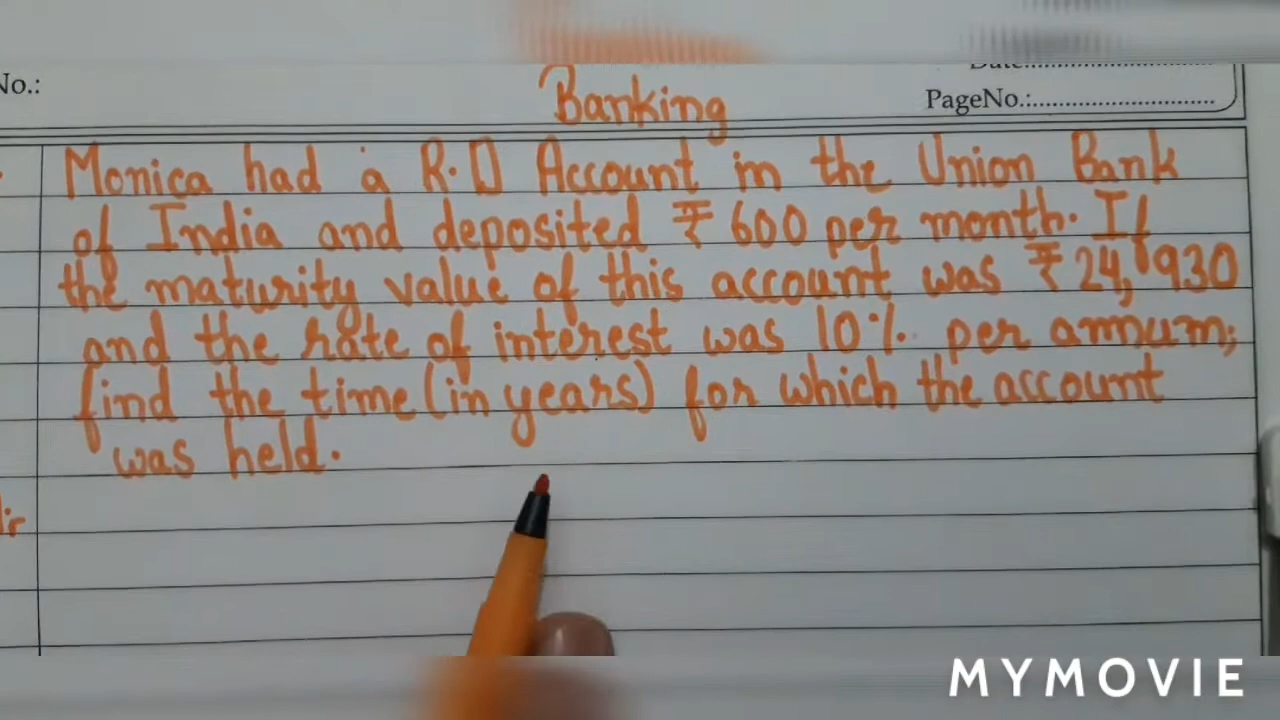 No.:
Banking
PageNo.:
Monica had a R.D Account in the Union Bank
of India and deposited ₹ 600 per month. If
the maturity value of this account was ₹ 24,930
and the rate of interest was 10%. per annum;
find the time (in years) for which the account
was held.
MYMOVIE